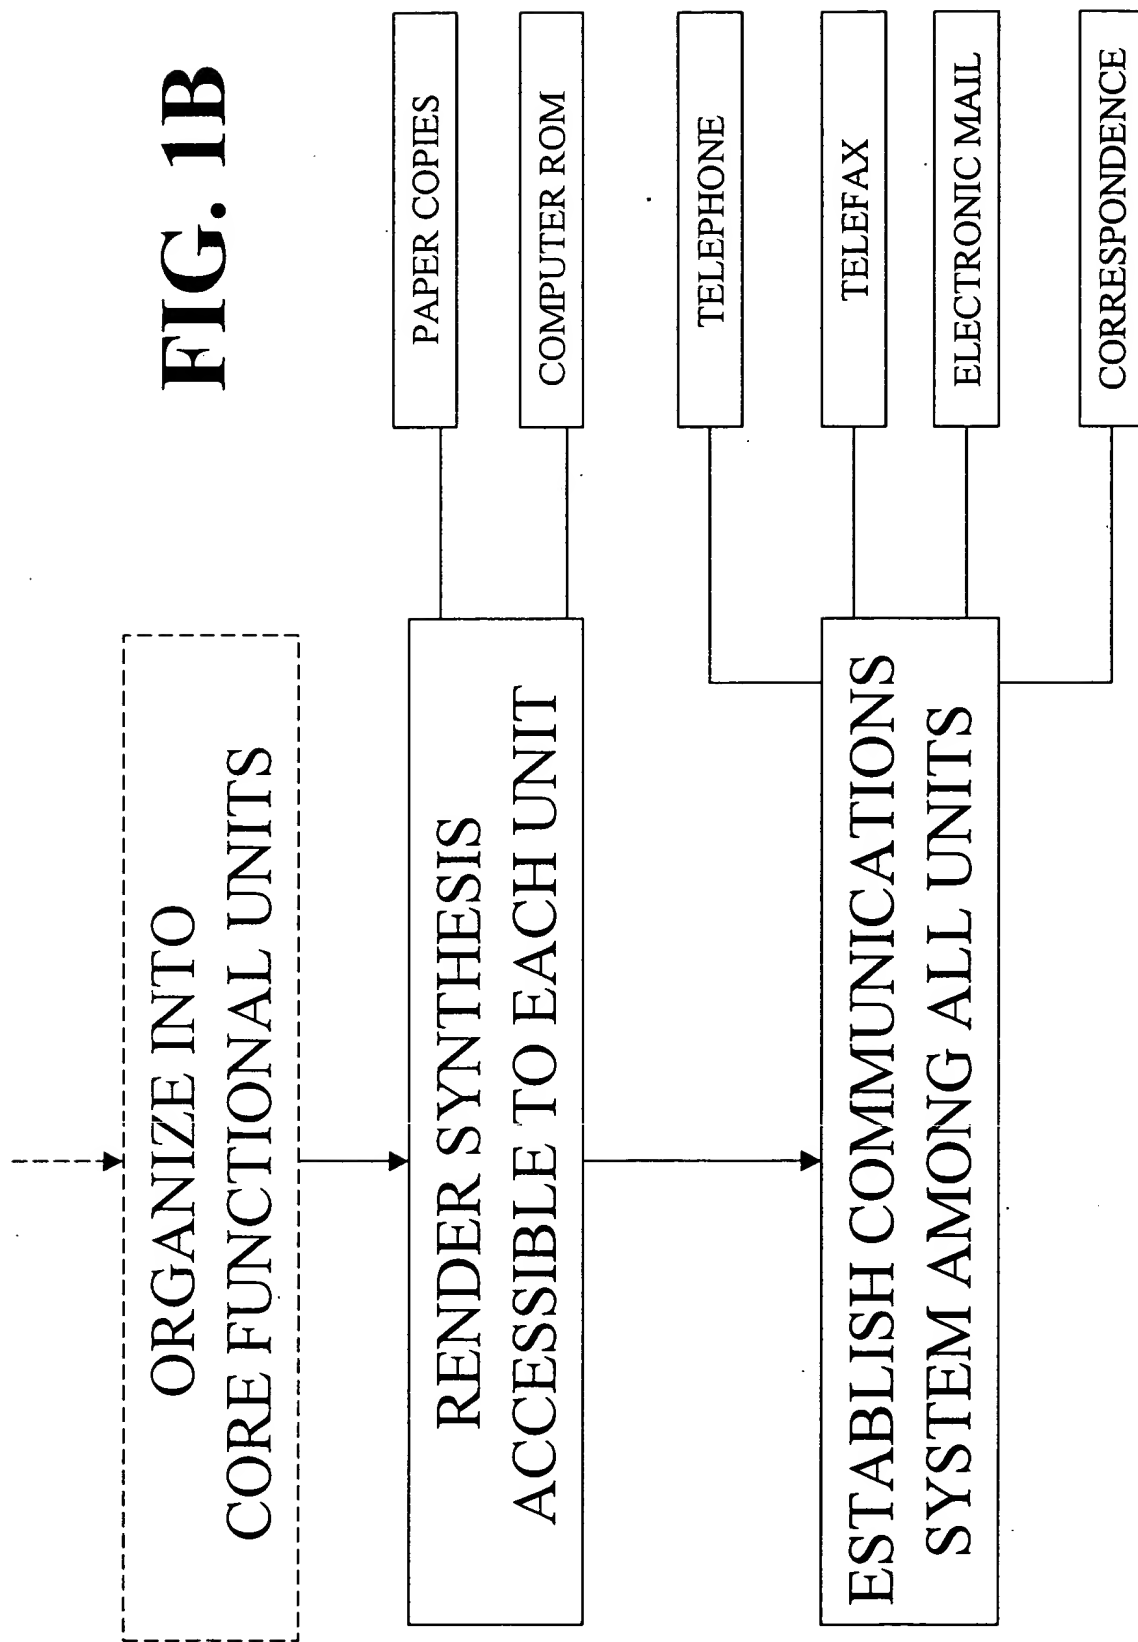 FIG. 1B
ORGANIZE INTO
CORE FUNCTIONAL UNITS
RENDER SYNTHESIS
ACCESSIBLE TO EACH UNIT
PAPER COPIES
COMPUTER ROM
ESTABLISH COMMUNICATIONS
SYSTEM AMONG ALL UNITS
TELEPHONE
TELEFAX
ELECTRONIC MAIL
CORRESPONDENCE